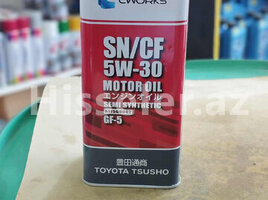 CWORKS
SN/CF
5W-30
MOTOR OIL
エンジンオイル
SEMI SYNTHETIC
GF-5
豊田通商
TOYOTA TSUSHO